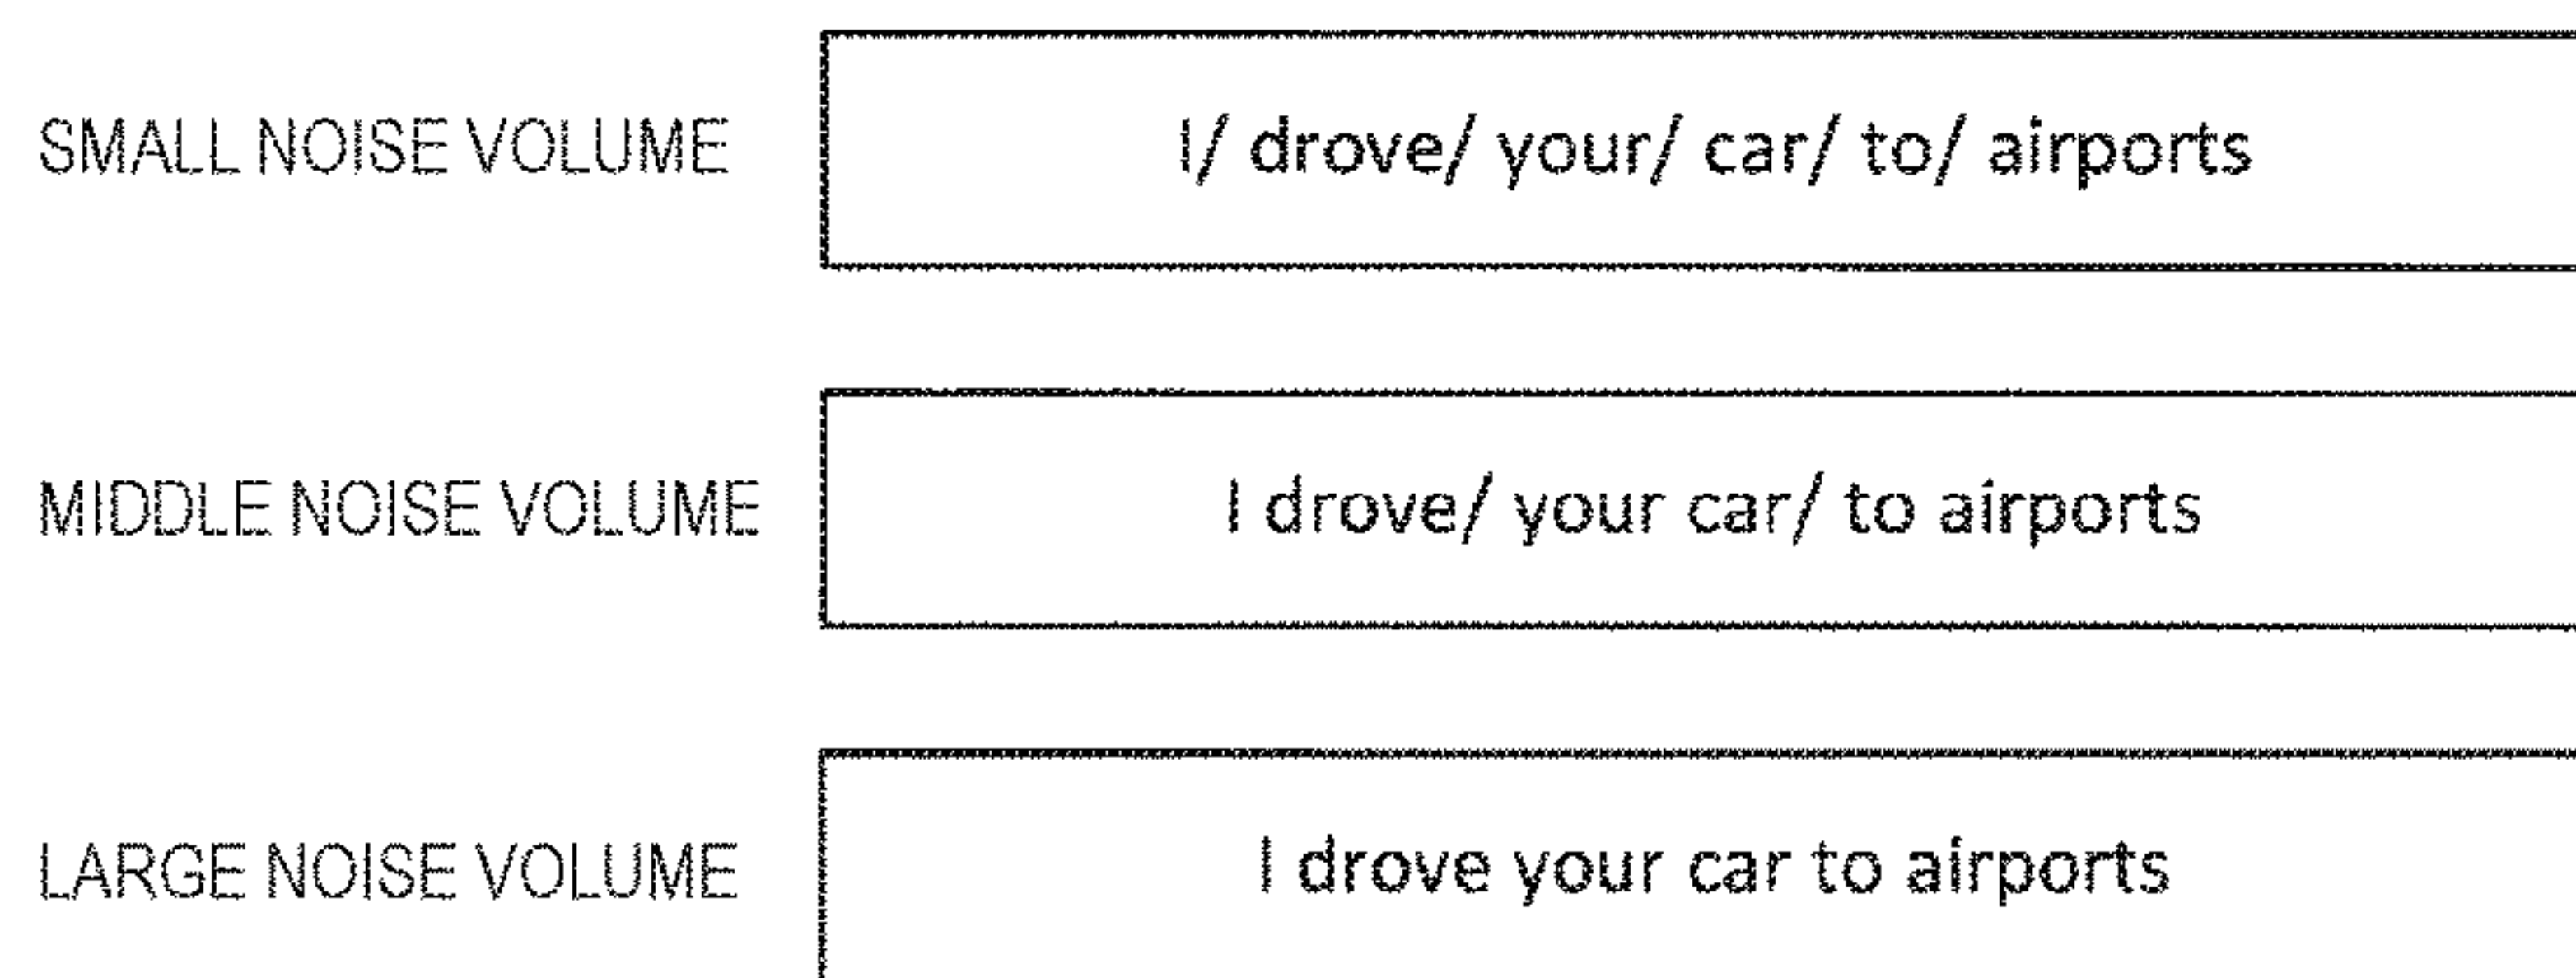 SMALL NOISE VOLUME
I/ drove/ your/ car/ to/ airports
MIDDLE NOISE VOLUME
I drove/ your car/ to airports
LARGE NOISE VOLUME
I drove your car to airports